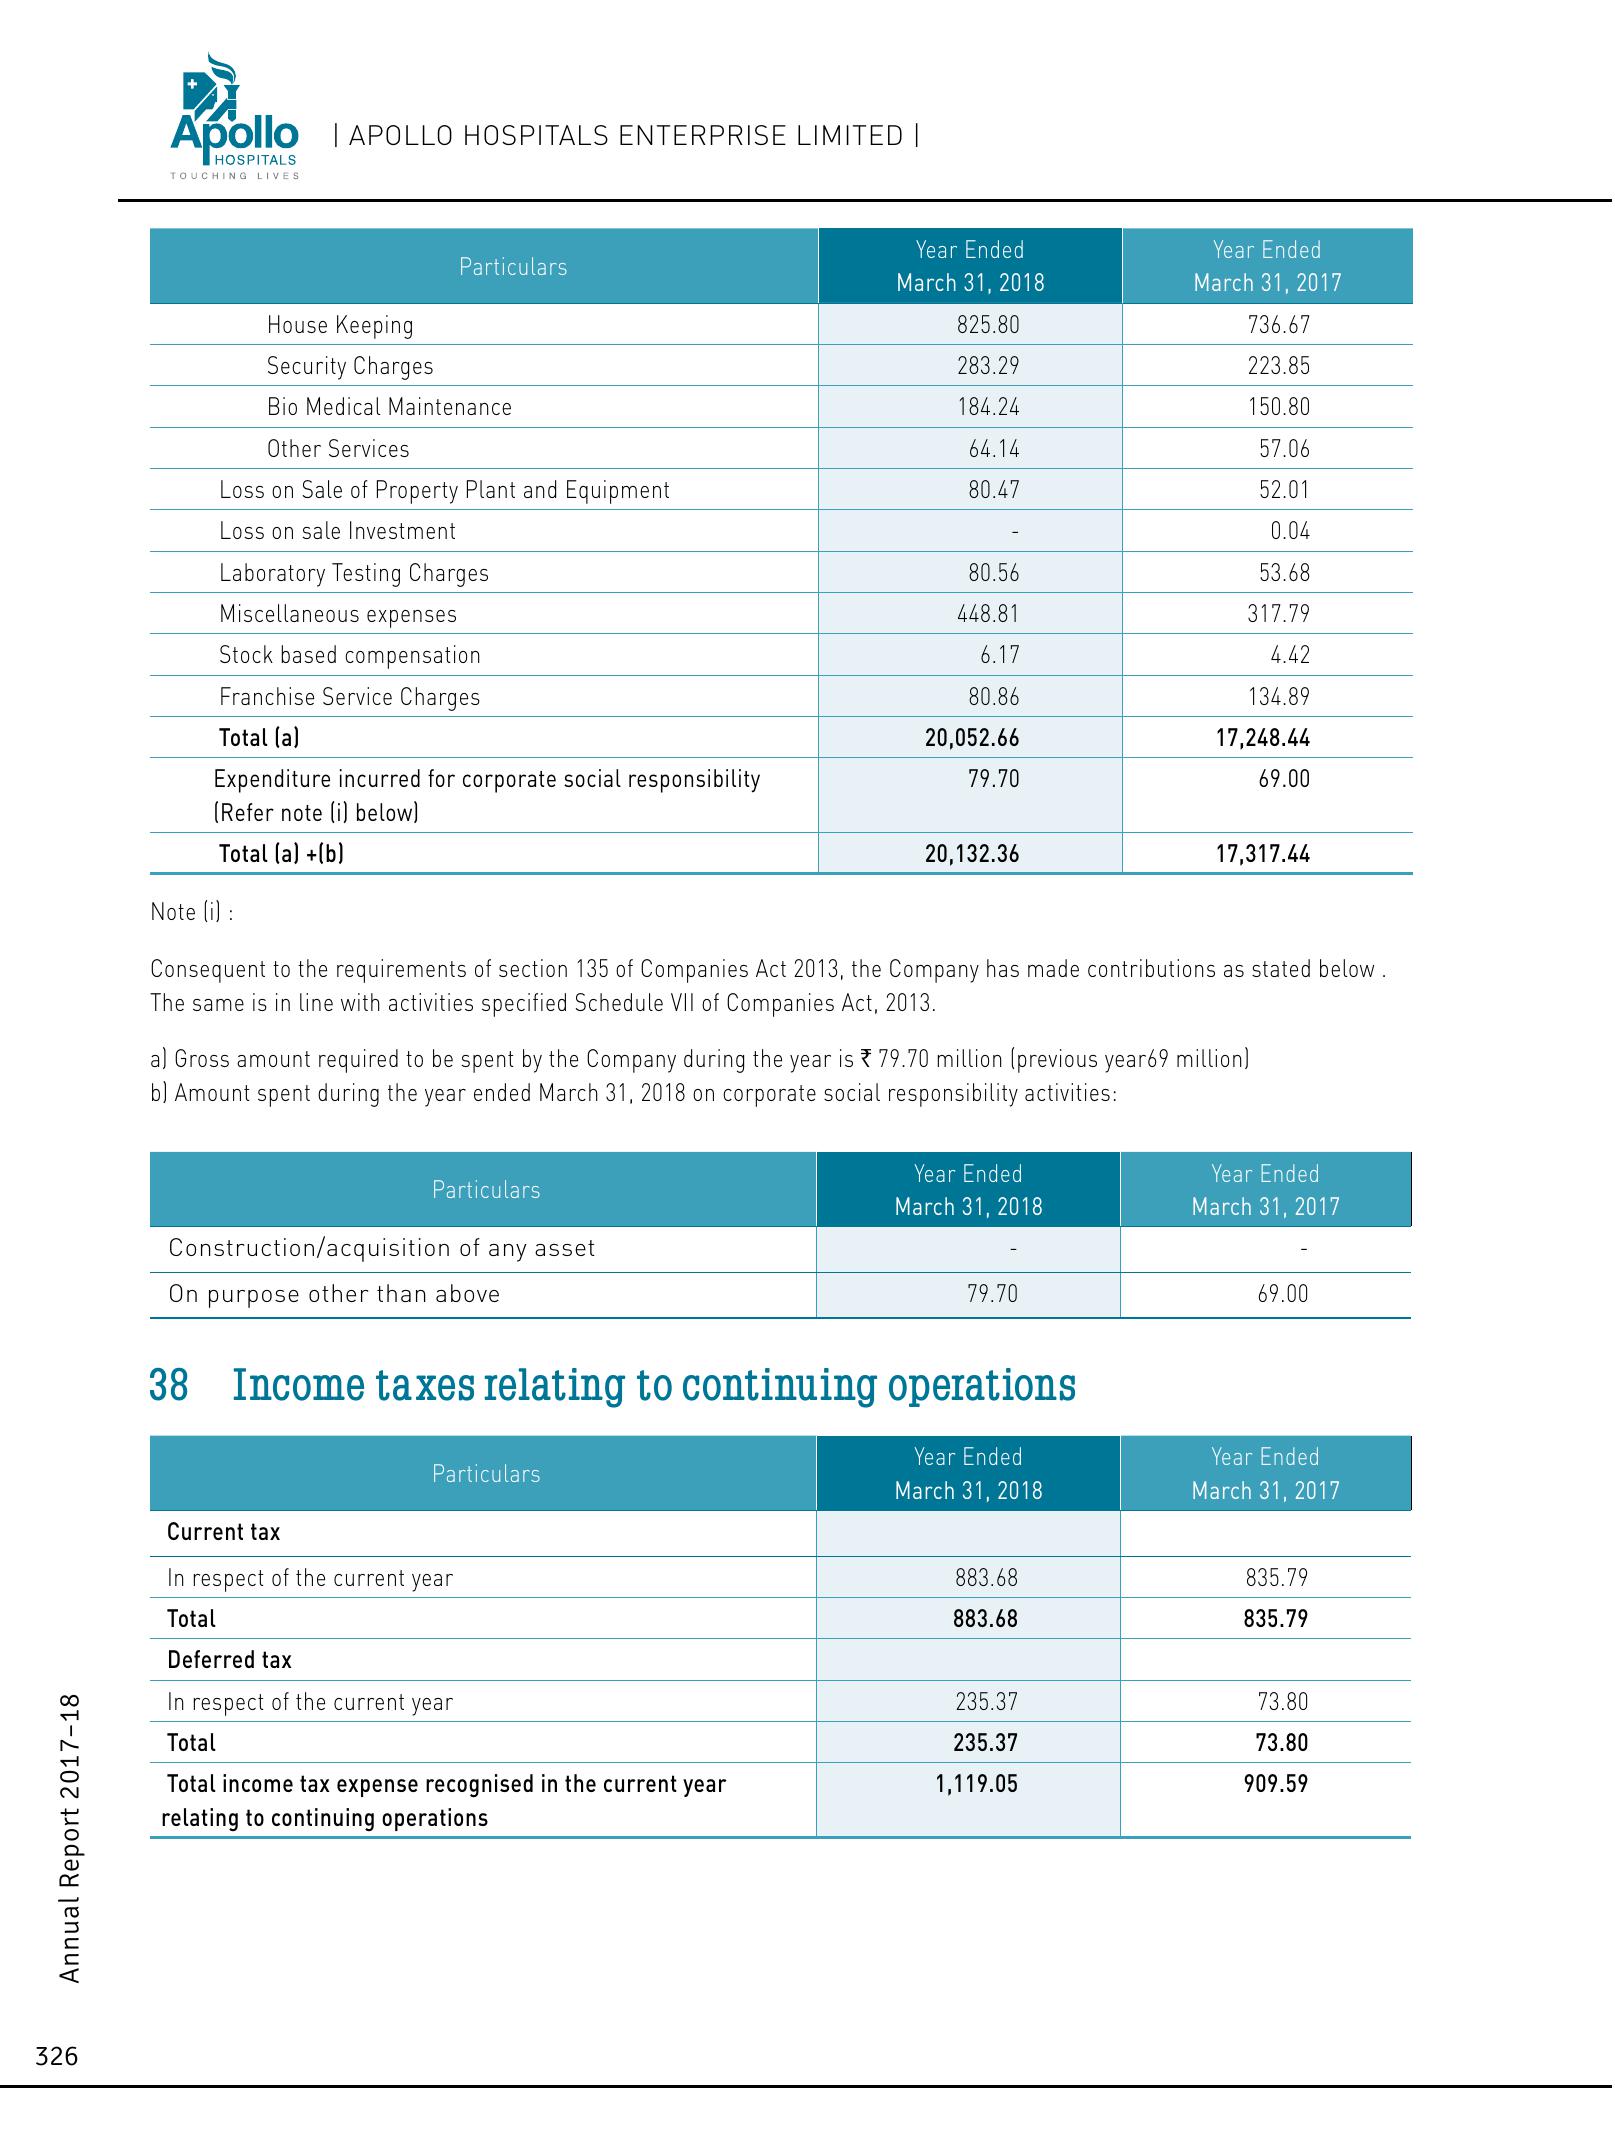 Apollo
HOSPITALS
TOUCHING LIVES
| APOLLO HOSPITALS ENTERPRISE LIMITED |
Particulars Year Ended March 31, 2018 Year Ended March 31, 2017
House Keeping 825.80 736.67
Security Charges 283.29 223.85
Bio Medical Maintenance 184.24 150.80
Other Services 64.14 57.06
Loss on Sale of Property Plant and Equipment 80.47 52.01
Loss on sale Investment - 0.04
Laboratory Testing Charges 80.56 53.68
Miscellaneous expenses 448.81 317.79
Stock based compensation 6.17 4.42
Franchise Service Charges 80.86 134.89
Total (a) 20,052.66 17,248.44
Expenditure incurred for corporate social responsibility 79.70 69.00
(Refer note (i) below)
Total (a) +(b) 20,132.36 17,317.44
Note (i) :
Consequent to the requirements of section 135 of Companies Act 2013, the Company has made contributions as stated below .
The same is in line with activities specified Schedule VII of Companies Act, 2013.
a) Gross amount required to be spent by the Company during the year is ₹ 79.70 million (previous year69 million)
b) Amount spent during the year ended March 31, 2018 on corporate social responsibility activities:
Particulars Year Ended March 31, 2018 Year Ended March 31, 2017
Construction/acquisition of any asset - -
On purpose other than above 79.70 69.00
38 Income taxes relating to continuing operations
Particulars Year Ended March 31, 2018 Year Ended March 31, 2017
Current tax
In respect of the current year 883.68 835.79
Total 883.68 835.79
Deferred tax
In respect of the current year 235.37 73.80
Total 235.37 73.80
Total income tax expense recognised in the current year 1,119.05 909.59
relating to continuing operations
Annual Report 2017–18
326